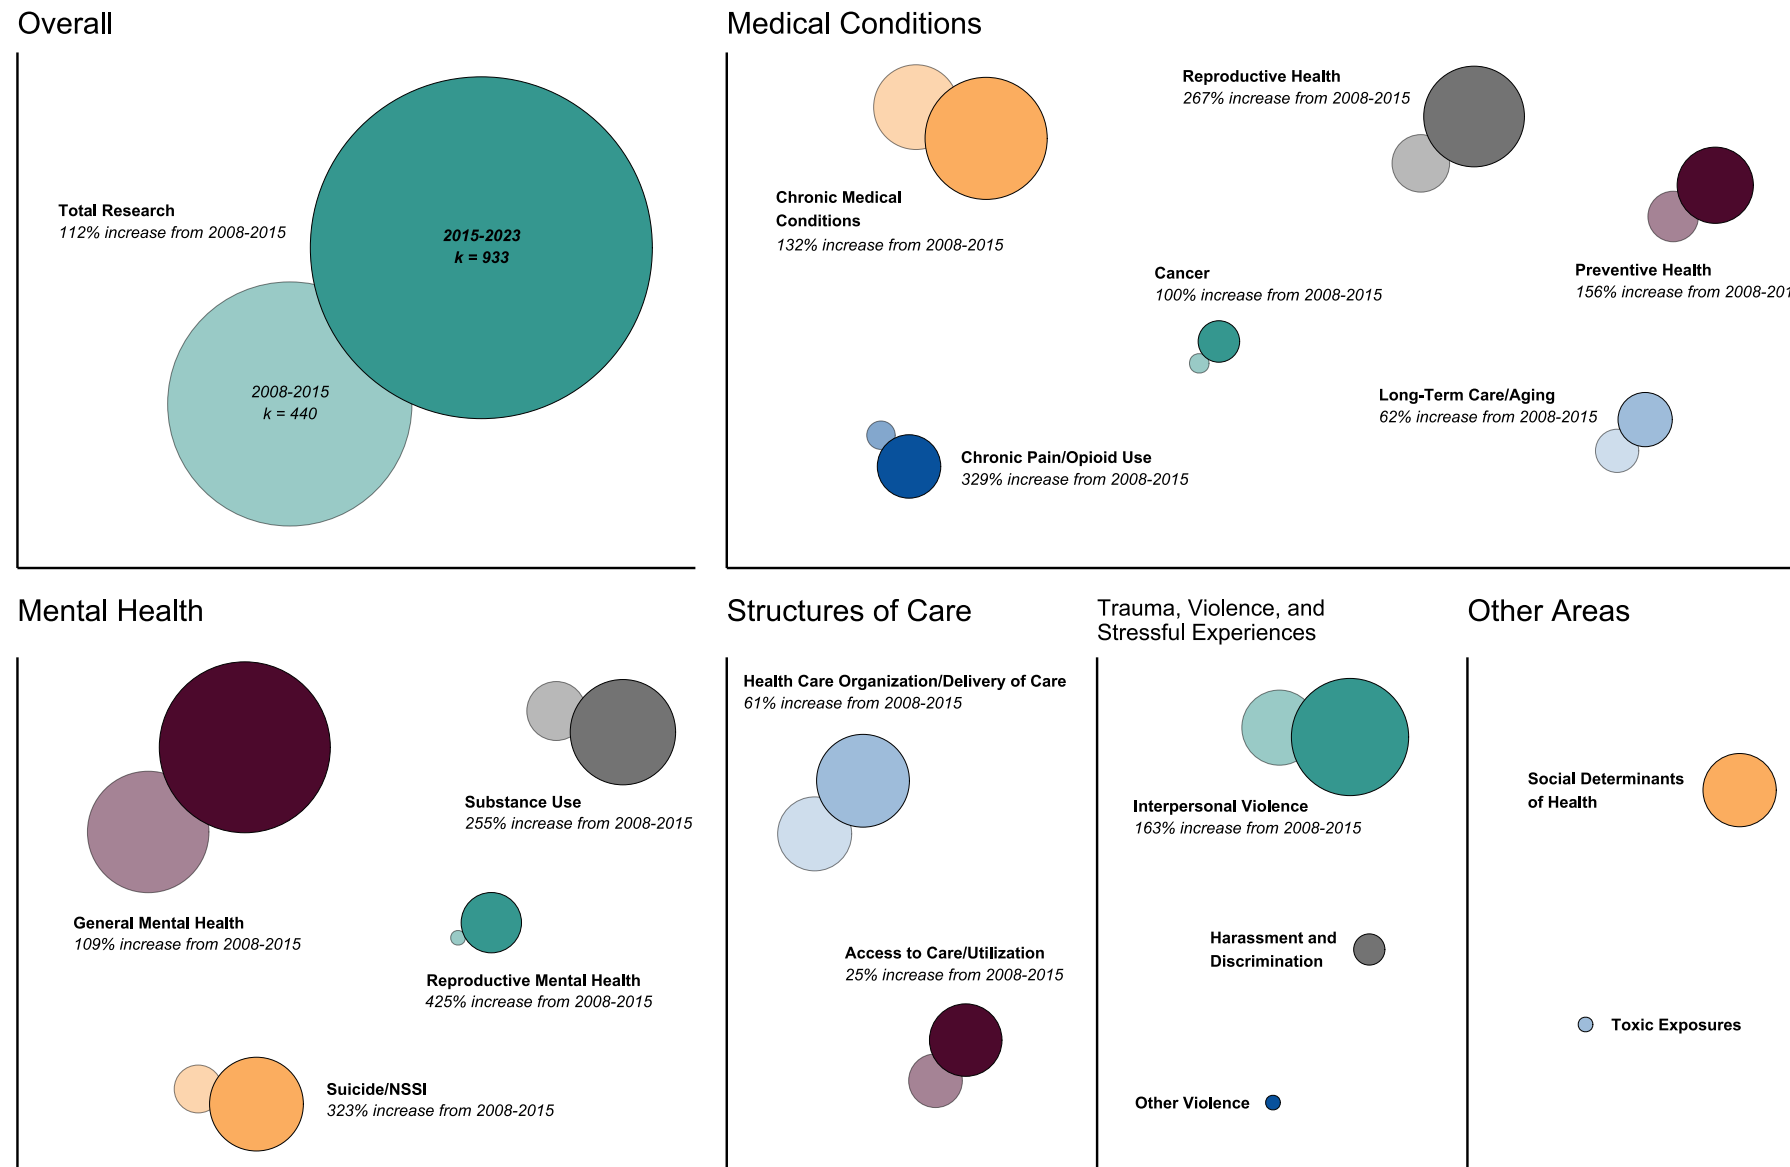 Overall
Total Research
112% increase from 2008-2015
2015-2023
k = 933
2008-2015
k = 440
Medical Conditions
Chronic Medical
Conditions
132% increase from 2008-2015
Reproductive Health
267% increase from 2008-2015
Preventive Health
156% increase from 2008-201
Cancer
100% increase from 2008-2015
Long-Term Care/Aging
62% increase from 2008-2015
Chronic Pain/Opioid Use
329% increase from 2008-2015
Mental Health
General Mental Health
109% increase from 2008-2015
Substance Use
255% increase from 2008-2015
Reproductive Mental Health
425% increase from 2008-2015
Suicide/NSSI
323% increase from 2008-2015
Structures of Care
Health Care Organization/Delivery of Care
61% increase from 2008-2015
Access to Care/Utilization
25% increase from 2008-2015
Trauma, Violence, and
Stressful Experiences
Interpersonal Violence
163% increase from 2008-2015
Harassment and
Discrimination
Other Violence
Other Areas
Social Determinants
of Health
Toxic Exposures